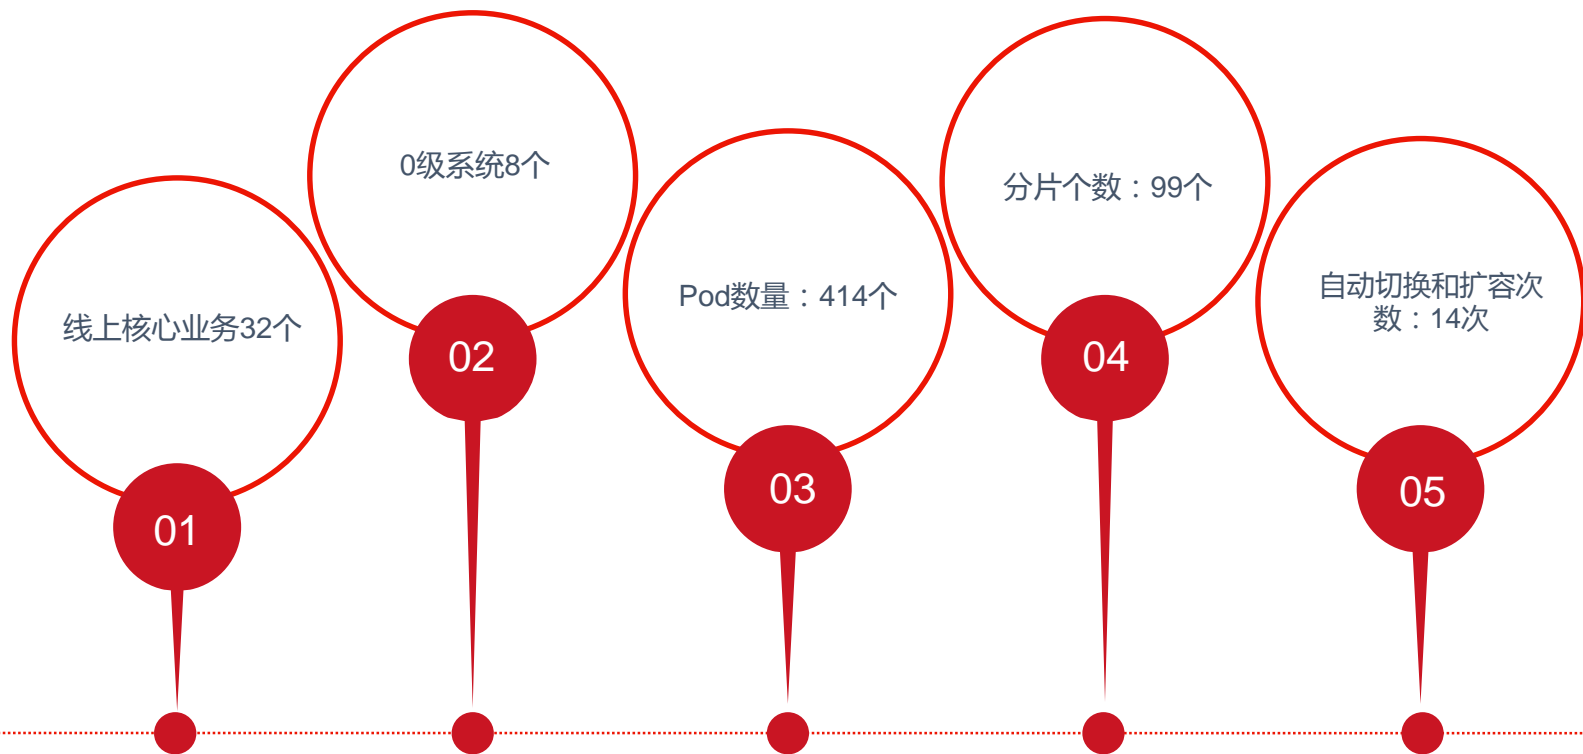 线上核心业务32个
01
0级系统8个
02
Pod数量：414个
03
分片个数：99个
04
自动切换和扩容次
数：14次
05